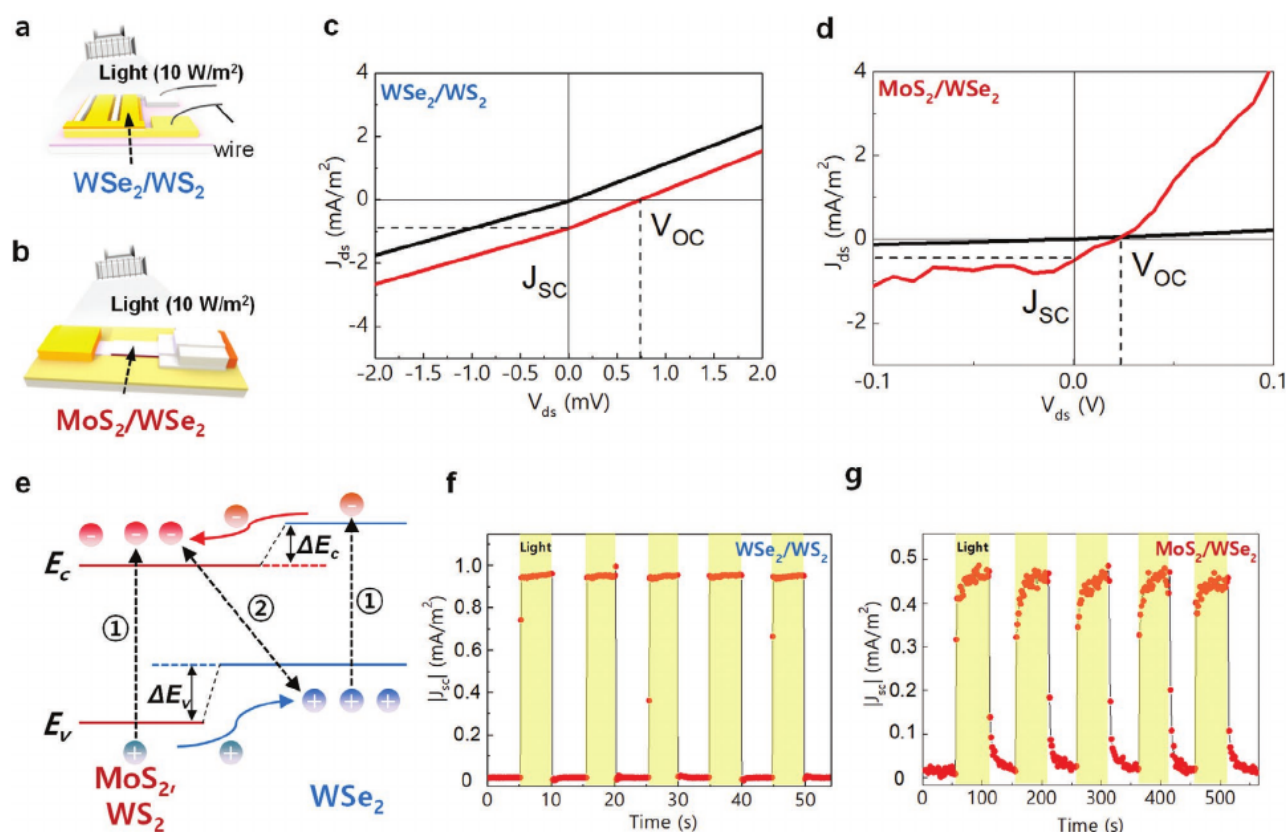 a
Light (10 W/m²)
wire
WSe₂/WS₂
b
Light (10 W/m²)
MoS₂/WSe₂
c
WSe₂/WS₂
J_ds (mA/m²)
4
2
0
-2
-4
V_OC
J_SC
-2.0 -1.5 -1.0 -0.5 0.0 0.5 1.0 1.5 2.0
V_ds (mV)
d
MoS₂/WSe₂
J_ds (mA/m²)
4
2
0
-2
V_OC
J_SC
-0.1 0.0 0.1
V_ds (V)
e
ΔE_c
E_c
① ② ①
ΔE_v
E_V
MoS₂,
WS₂
WSe₂
f
Light
WSe₂/WS₂
|J_sc| (mA/m²)
1.0
0.8
0.6
0.4
0.2
0.0
0 10 20 30 40 50
Time (s)
g
Light
MoS₂/WSe₂
|J_sc| (mA/m²)
0.5
0.4
0.3
0.2
0.1
0
0 100 200 300 400 500
Time (s)